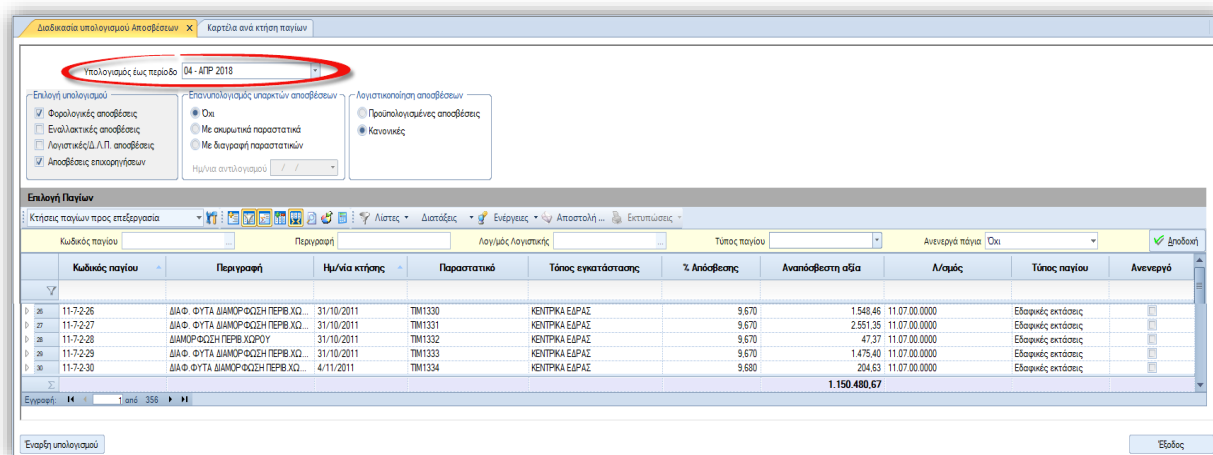 Διαδικασία υπολογισμού Αποσβέσεων X Καρτέλα ανά κτήση παγίων
Υπολογισμός έως περίοδο 04 - ΑΠΡ 2018
Επιλογή υπολογισμού Επανυπολογισμός υπαρκτών αποσβέσεων Λογιστικοποίηση αποσβέσεων
Φορολογικές αποσβέσεις Όχι Προϋπολογισμένες αποσβέσεις
Εναλλακτικές αποσβέσεις Με ακυρωτικά παραστατικά Κανονικές
Λογιστικές/Δ.Λ.Π. αποσβέσεις Με διαγραφή παραστατικών
Αποσβέσεις επιχορηγήσεων Ημ/νια αντιλογισμού / /
Επιλογή Παγίων
Κτήσεις παγίων προς επεξεργασία Λίστες Διατάξεις Ενέργειες Αποστολή ... Εκτυπώσεις
Κωδικός παγίου ... Περιγραφή Λογ/μός Λογιστικής ... Τύπος παγίου Ανενεργά πάγια Όχι Αποδοχή
Κωδικός παγίου Περιγραφή Ημ/νία κτήσης Παραστατικό Τόπος εγκατάστασης % Απόσβεσης Αναπόσβεστη αξία Λ/σμός Τύπος παγίου Ανενεργό
26 11-7-2-26 ΔΙΑΦ. ΦΥΤΑ ΔΙΑΜΟΡΦΩΣΗ ΠΕΡΙΒ.ΧΩ... 31/10/2011 ΤΙΜ1330 ΚΕΝΤΡΙΚΑ ΕΔΡΑΣ 9,670 1.548,46 11.07.00.0000 Εδαφικές εκτάσεις
27 11-7-2-27 ΔΙΑΦ. ΦΥΤΑ ΔΙΑΜΟΡΦΩΣΗ ΠΕΡΙΒ.ΧΩ... 31/10/2011 ΤΙΜ1331 ΚΕΝΤΡΙΚΑ ΕΔΡΑΣ 9,670 2.551,35 11.07.00.0000 Εδαφικές εκτάσεις
28 11-7-2-28 ΔΙΑΜΟΡΦΩΣΗ ΠΕΡΙΒ.ΧΩΡΟΥ 31/10/2011 ΤΙΜ1332 ΚΕΝΤΡΙΚΑ ΕΔΡΑΣ 9,670 47,37 11.07.00.0000 Εδαφικές εκτάσεις
29 11-7-2-29 ΔΙΑΦ. ΦΥΤΑ ΔΙΑΜΟΡΦΩΣΗ ΠΕΡΙΒ.ΧΩ... 31/10/2011 ΤΙΜ1333 ΚΕΝΤΡΙΚΑ ΕΔΡΑΣ 9,670 1.475,40 11.07.00.0000 Εδαφικές εκτάσεις
30 11-7-2-30 ΔΙΑΦ.ΦΥΤΑ ΔΙΑΜΟΡΦΩΣΗ ΠΕΡΙΒ.ΧΩ... 4/11/2011 ΤΙΜ1334 ΚΕΝΤΡΙΚΑ ΕΔΡΑΣ 9,680 204,63 11.07.00.0000 Εδαφικές εκτάσεις
Σ 1.150.480,67
Εγγραφή: 1 από 356
Έναρξη υπολογισμού Έξοδος